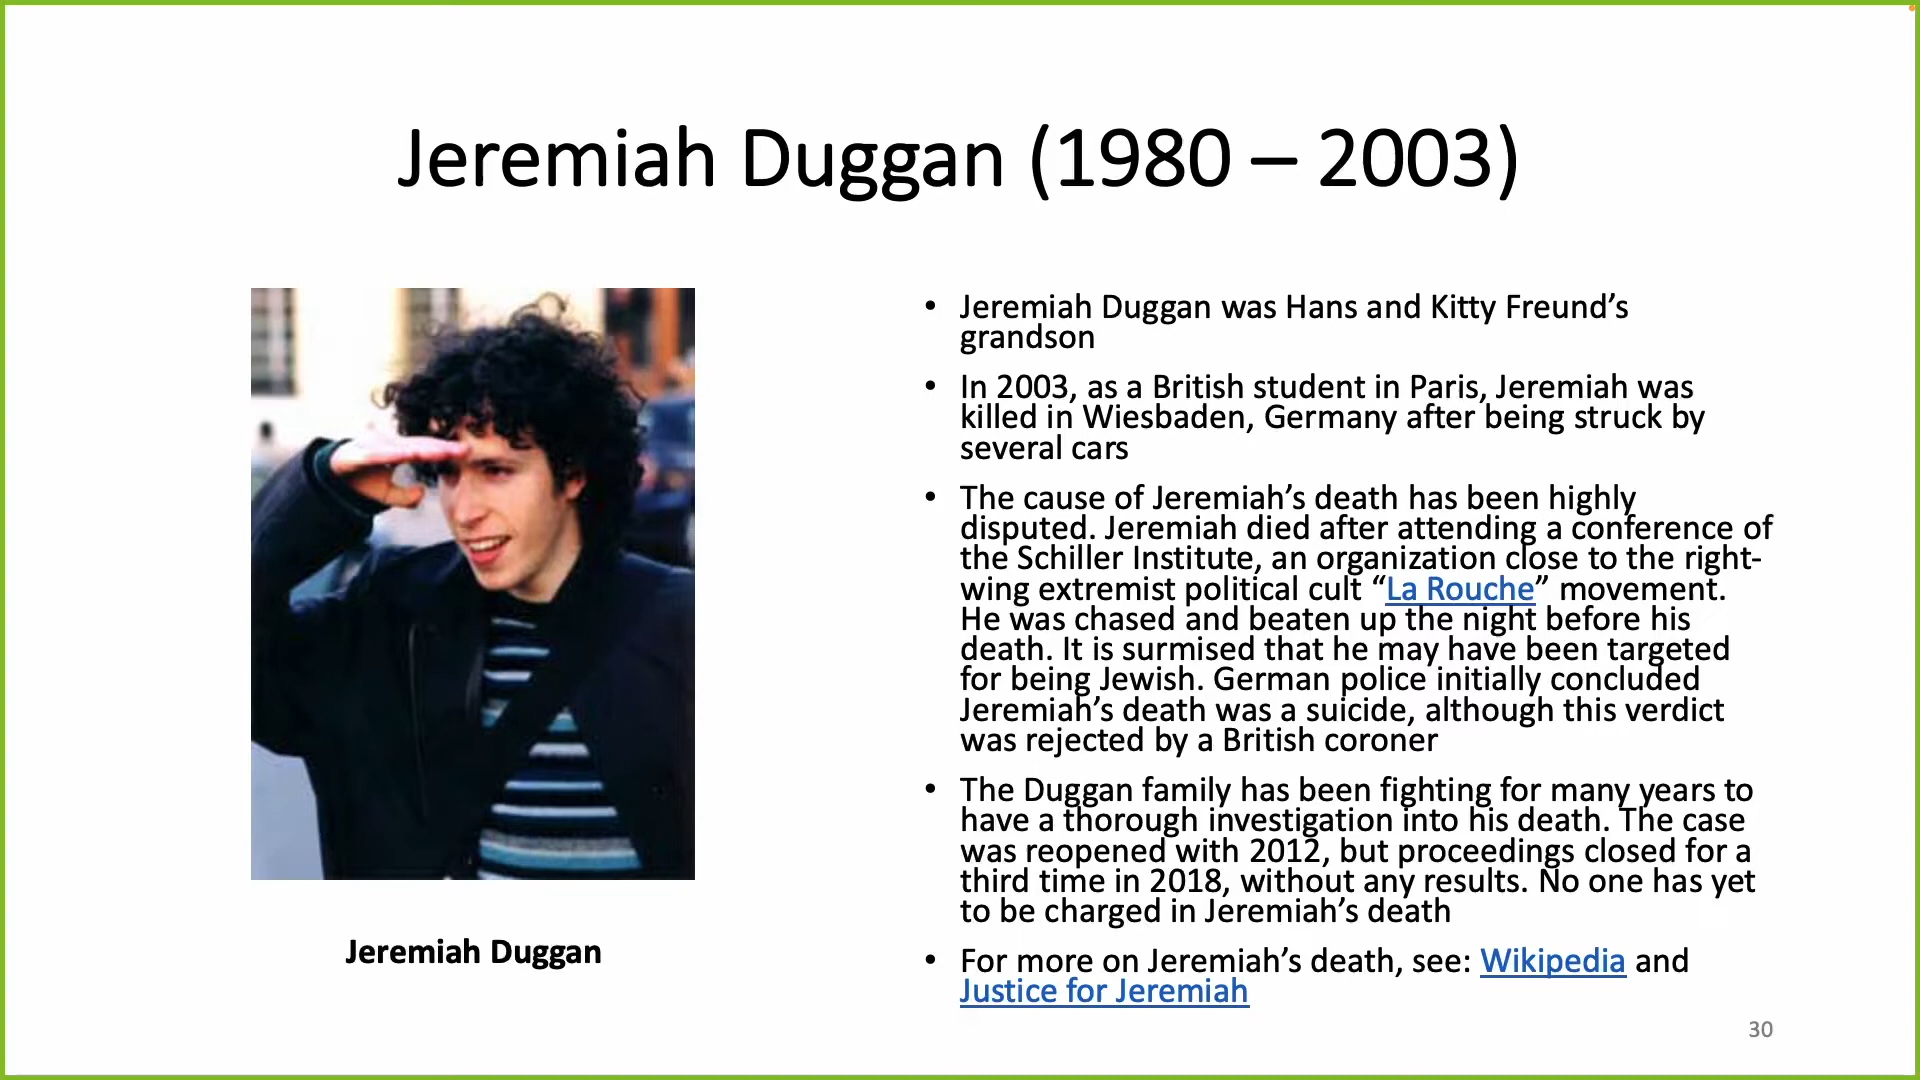 Jeremiah Duggan (1980 – 2003)
• Jeremiah Duggan was Hans and Kitty Freund’s
grandson
• In 2003, as a British student in Paris, Jeremiah was
killed in Wiesbaden, Germany after being struck by
several cars
• The cause of Jeremiah’s death has been highly
disputed. Jeremiah died after attending a conference of
the Schiller Institute, an organization close to the right-
wing extremist political cult “La Rouche” movement.
He was chased and beaten up the night before his
death. It is surmised that he may have been targeted
for being Jewish. German police initially concluded
Jeremiah’s death was a suicide, although this verdict
was rejected by a British coroner
• The Duggan family has been fighting for many years to
have a thorough investigation into his death. The case
was reopened with 2012, but proceedings closed for a
third time in 2018, without any results. No one has yet
to be charged in Jeremiah’s death
• For more on Jeremiah’s death, see: Wikipedia and
Justice for Jeremiah
Jeremiah Duggan
30